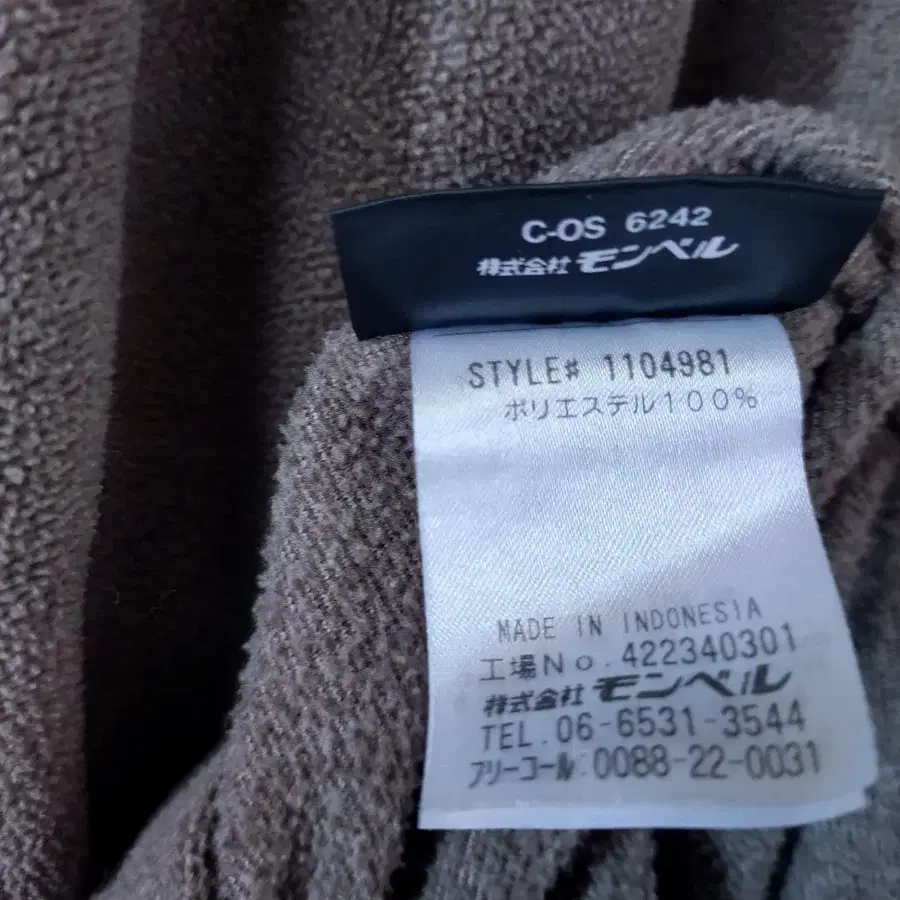 C-OS 6242
株式会社 モンベル
STYLE# 1104981
ポリエステル100%
MADE IN INDONESIA
工場No.422340301
株式会社 モンベル
TEL.06-6531-3544
フリーコール:0088-22-0031